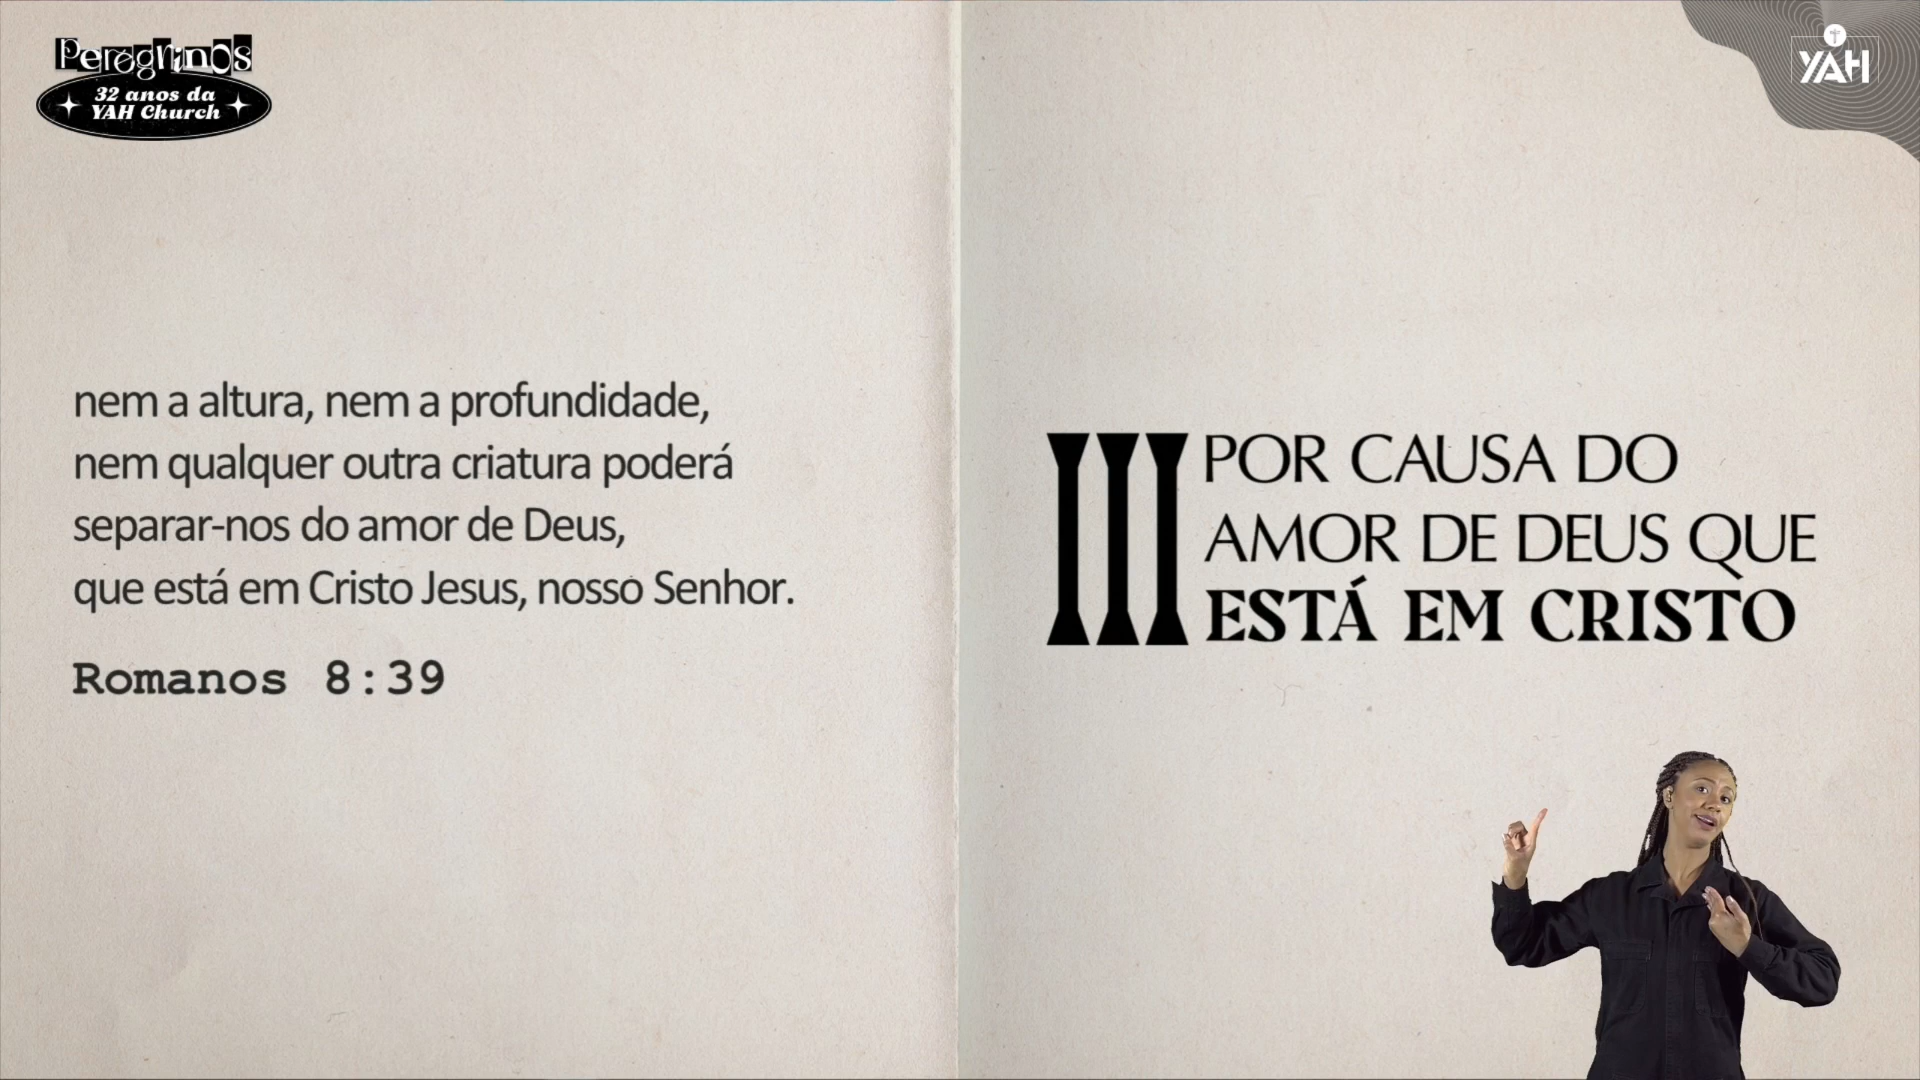 Peregrinos
32 anos da
YAH Church
YAH
nem a altura, nem a profundidade,
nem qualquer outra criatura poderá
separar-nos do amor de Deus,
que está em Cristo Jesus, nosso Senhor.
Romanos 8:39
III
POR CAUSA DO
AMOR DE DEUS QUE
ESTÁ EM CRISTO